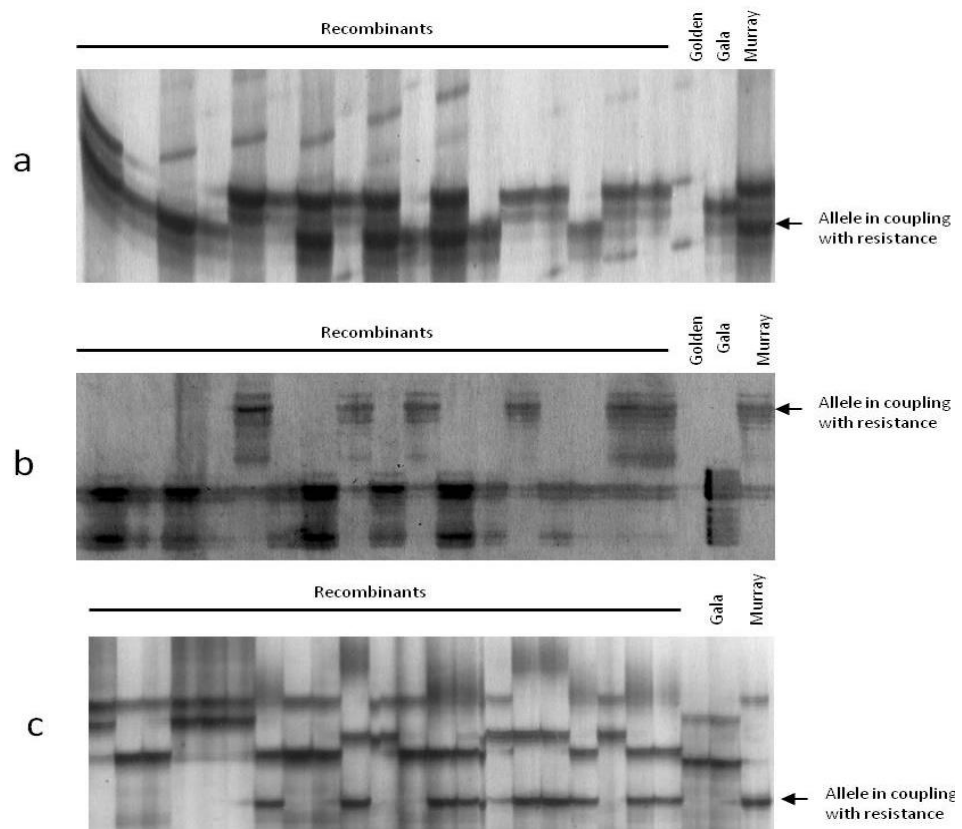 Recombinants
Golden
Gala
Murray
a
Allele in coupling
with resistance
Recombinants
Golden
Gala
Murray
b
Allele in coupling
with resistance
Recombinants
Gala
Murray
c
Allele in coupling
with resistance